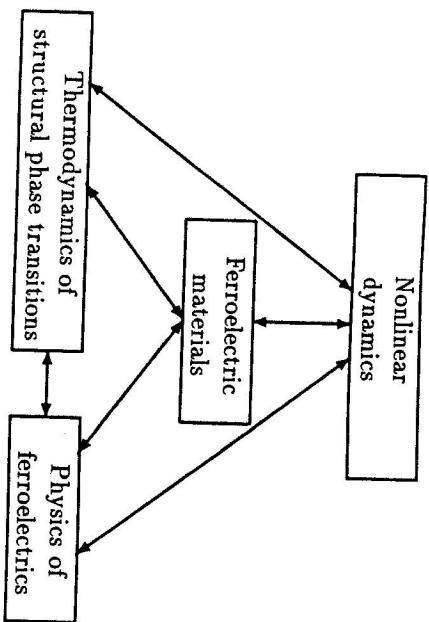 Nonlinear
dynamics
Ferroelectric
materials
Thermodynamics of
structural phase transitions
Physics of
ferroelectrics